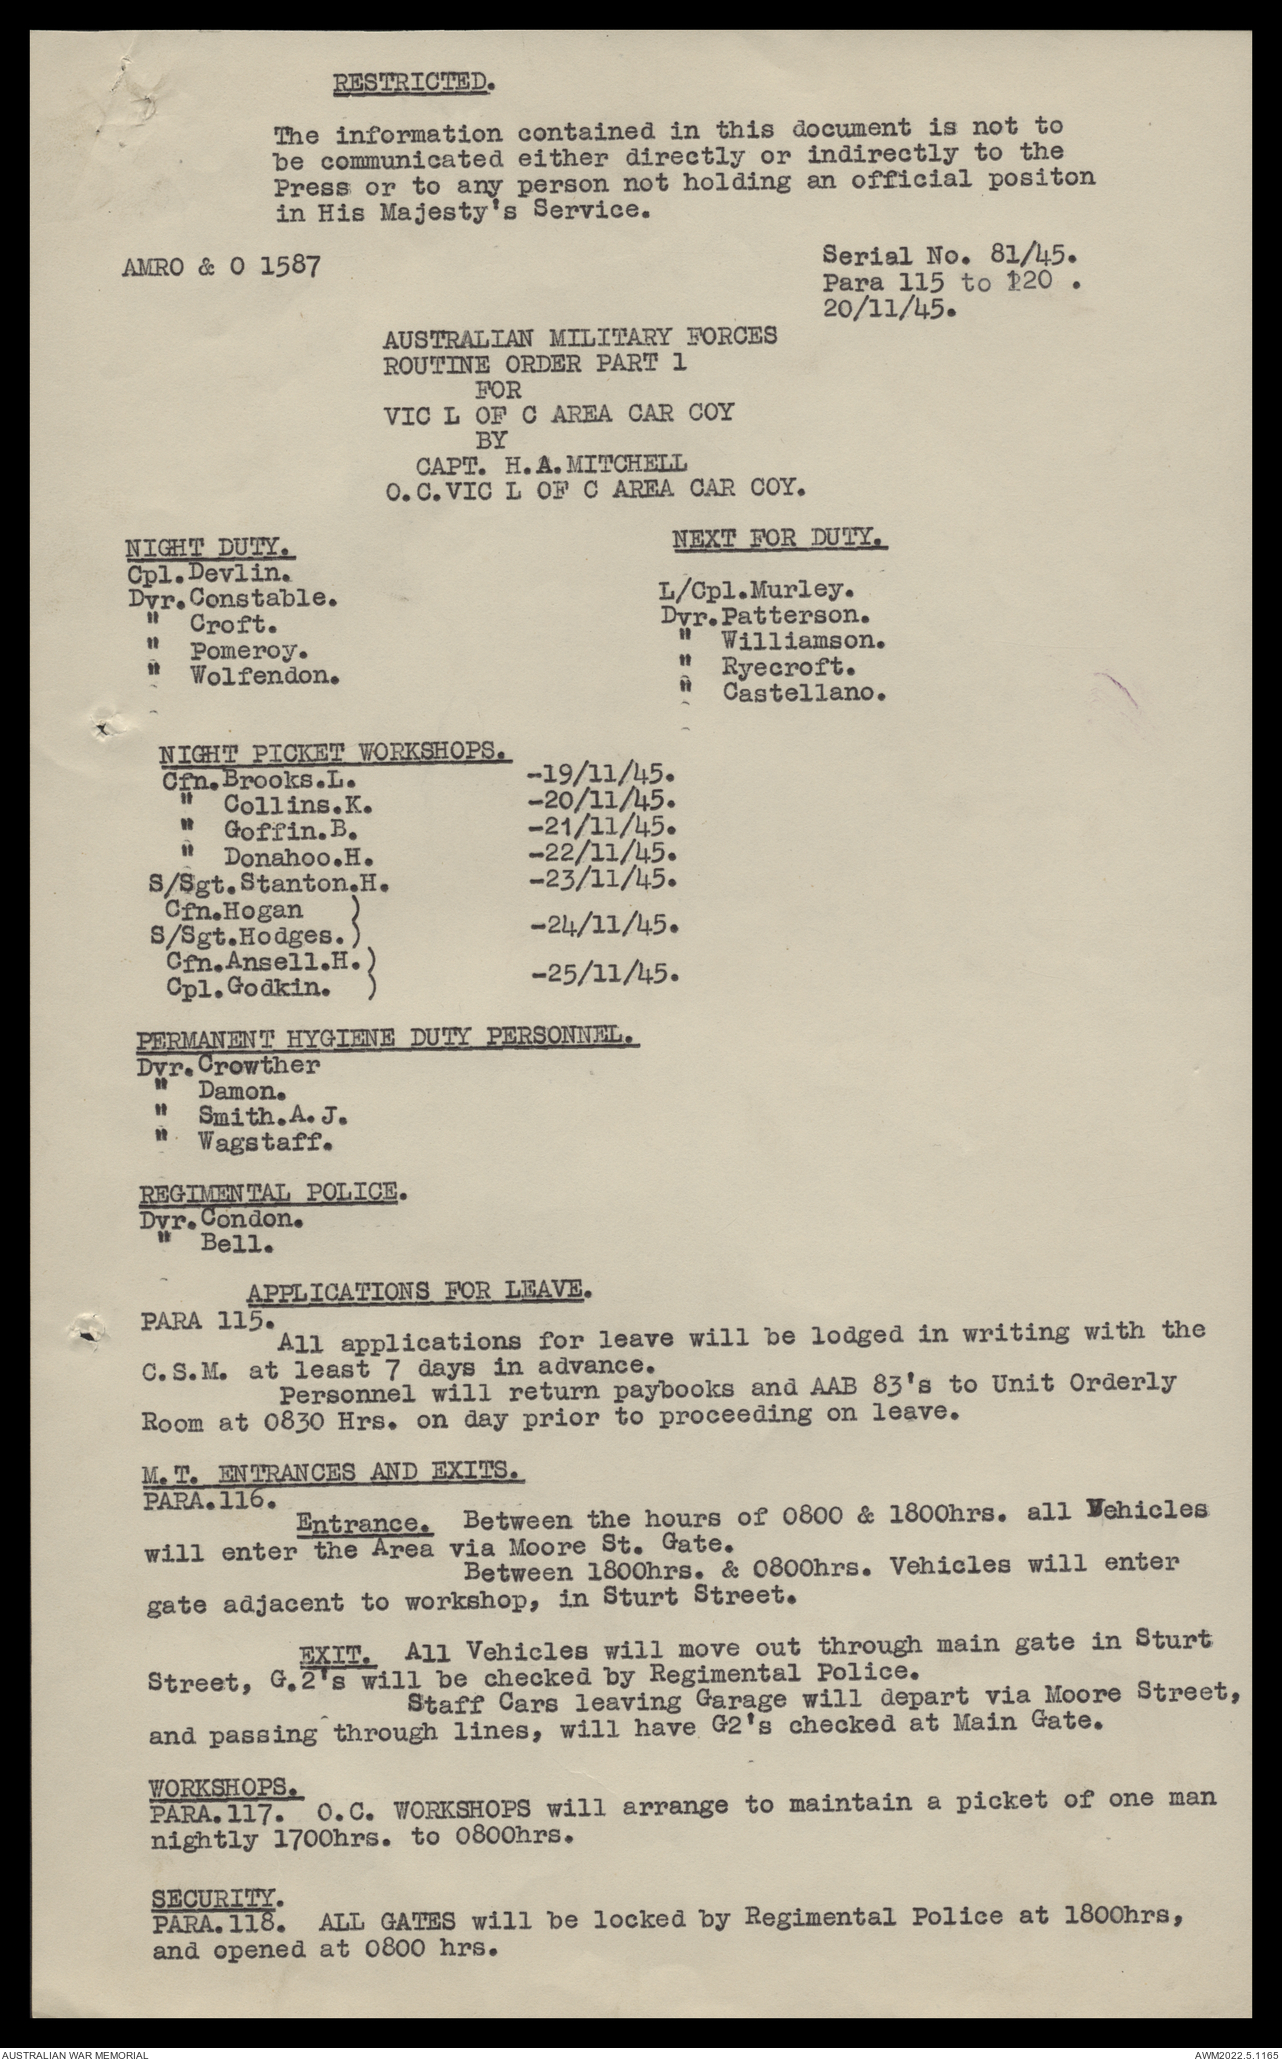 RESTRICTED.
The information contained in this document is not to
be communicated either directly or indirectly to the
Press or to any person not holding an official positon
in His Majesty's Service.
AMRO & O 1587
Serial No. 81/45.
Para 115 to 120 .
20/11/45.
AUSTRALIAN MILITARY FORCES
ROUTINE ORDER PART 1
FOR
VIC L OF C AREA CAR COY
BY
CAPT. H.A.MITCHELL
O.C.VIC L OF C AREA CAR COY.
NIGHT DUTY.
Cpl.Devlin.
Dvr.Constable.
" Croft.
" Pomeroy.
" Wolfendon.
NEXT FOR DUTY.
L/Cpl.Murley.
Dvr.Patterson.
" Williamson.
" Ryecroft.
" Castellano.
NIGHT PICKET WORKSHOPS.
Cfn.Brooks.L. -19/11/45.
" Collins.K. -20/11/45.
" Goffin.B. -21/11/45.
" Donahoo.H. -22/11/45.
S/Sgt.Stanton.H. -23/11/45.
Cfn.Hogan )
S/Sgt.Hodges.) -24/11/45.
Cfn.Ansell.H.)
Cpl.Godkin. ) -25/11/45.
PERMANENT HYGIENE DUTY PERSONNEL.
Dvr.Crowther
" Damon.
" Smith.A.J.
" Wagstaff.
REGIMENTAL POLICE.
Dvr.Condon.
" Bell.
APPLICATIONS FOR LEAVE.
PARA 115.
All applications for leave will be lodged in writing with the
C.S.M. at least 7 days in advance.
Personnel will return paybooks and AAB 83's to Unit Orderly
Room at 0830 Hrs. on day prior to proceeding on leave.
M.T. ENTRANCES AND EXITS.
PARA.116.
Entrance. Between the hours of 0800 & 1800hrs. all Vehicles
will enter the Area via Moore St. Gate.
Between 1800hrs. & 0800hrs. Vehicles will enter
gate adjacent to workshop, in Sturt Street.
EXIT. All Vehicles will move out through main gate in Sturt
Street, G.2's will be checked by Regimental Police.
Staff Cars leaving Garage will depart via Moore Street,
and passing through lines, will have G2's checked at Main Gate.
WORKSHOPS.
PARA.117. O.C. WORKSHOPS will arrange to maintain a picket of one man
nightly 1700hrs. to 0800hrs.
SECURITY.
PARA.118. ALL GATES will be locked by Regimental Police at 1800hrs,
and opened at 0800 hrs.
AUSTRALIAN WAR MEMORIAL
AWM2022.5.1165